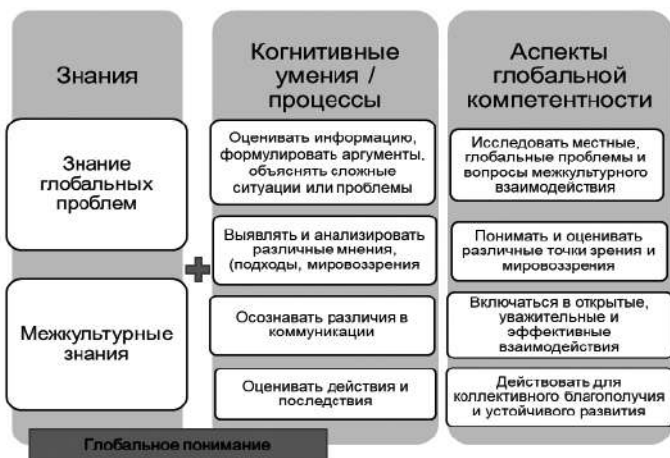 Знания
Знание
глобальных
проблем
Межкультурные
знания
Когнитивные
умения /
процессы
Оценивать информацию,
формулировать аргументы,
объяснять сложные
ситуации или проблемы
Выявлять и анализировать
различные мнения,
(подходы, мировоззрения
Осознавать различия в
коммуникации
Оценивать действия и
последствия
Аспекты
глобальной
компетентности
Исследовать местные,
глобальные проблемы и
вопросы межкультурного
взаимодействия
Понимать и оценивать
различные точки зрения и
мировоззрения
Включаться в открытые,
уважительные и
эффективные
взаимодействия
Действовать для
коллективного благополучия
и устойчивого развития
Глобальное понимание